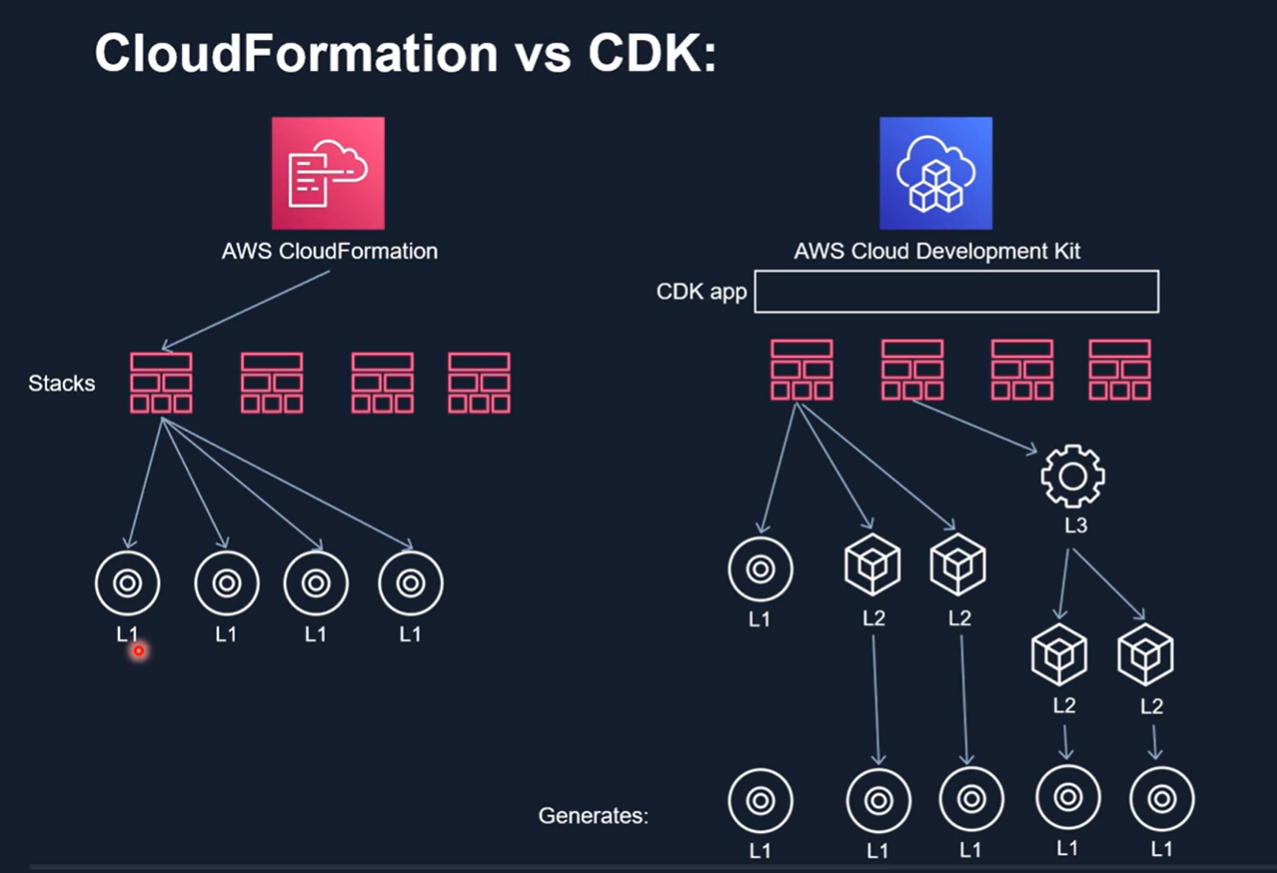 CloudFormation vs CDK:
AWS CloudFormation
AWS Cloud Development Kit
CDK app
Stacks
L3
L1
L1
L1
L1
L1
L2
L2
L2
L2
Generates:
L1
L1
L1
L1
L1